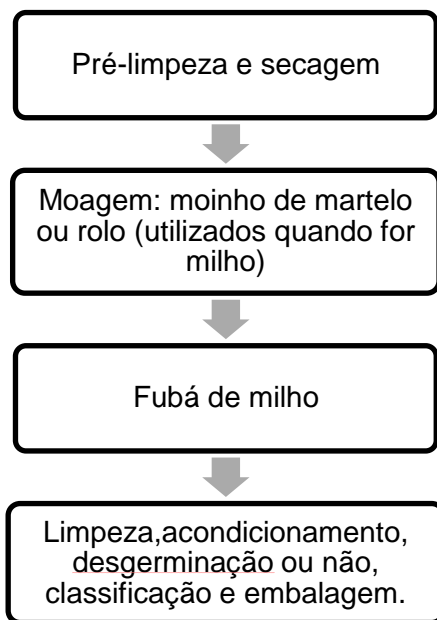 Pré-limpeza e secagem
Moagem: moinho de martelo
ou rolo (utilizados quando for
milho)
Fubá de milho
Limpeza,acondicionamento,
desgerminação ou não,
classificação e embalagem.